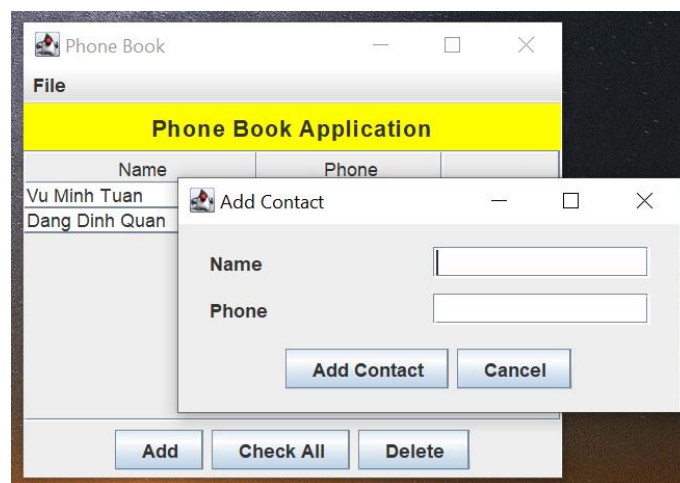 Phone Book
File
Phone Book Application
Name Phone
Vu Minh Tuan
Dang Dinh Quan
Add Contact
Name
Phone
Add Contact Cancel
Add Check All Delete